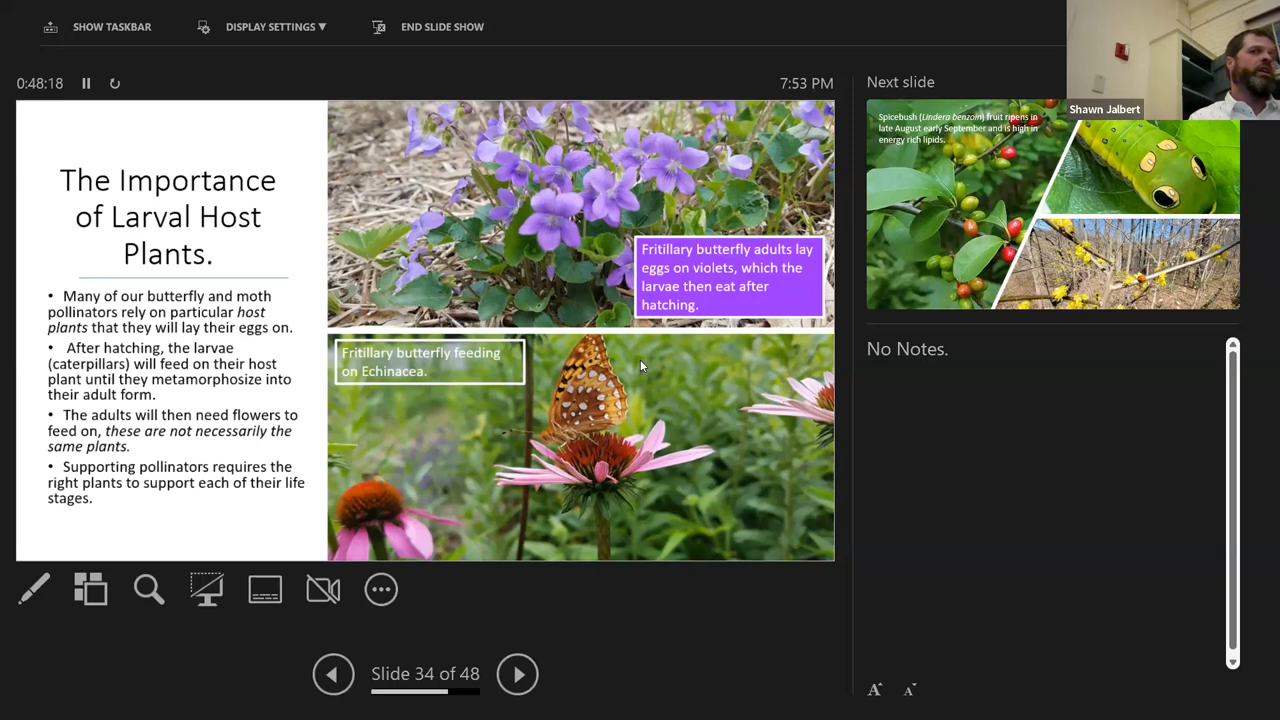 SHOW TASKBAR
DISPLAY SETTINGS ▼
END SLIDE SHOW
0:48:18
7:53 PM
The Importance
of Larval Host
Plants.
• Many of our butterfly and moth
pollinators rely on particular host
plants that they will lay their eggs on.
• After hatching, the larvae
(caterpillars) will feed on their host
plant until they metamorphosize into
their adult form.
• The adults will then need flowers to
feed on, these are not necessarily the
same plants.
• Supporting pollinators requires the
right plants to support each of their life
stages.
Fritillary butterfly adults lay
eggs on violets, which the
larvae then eat after
hatching.
Fritillary butterfly feeding
on Echinacea.
Slide 34 of 48
Next slide
Shawn Jalbert
Spicebush (Lindera benzoin) fruit ripens in
late August early September and is high in
energy rich lipids.
No Notes.
A A